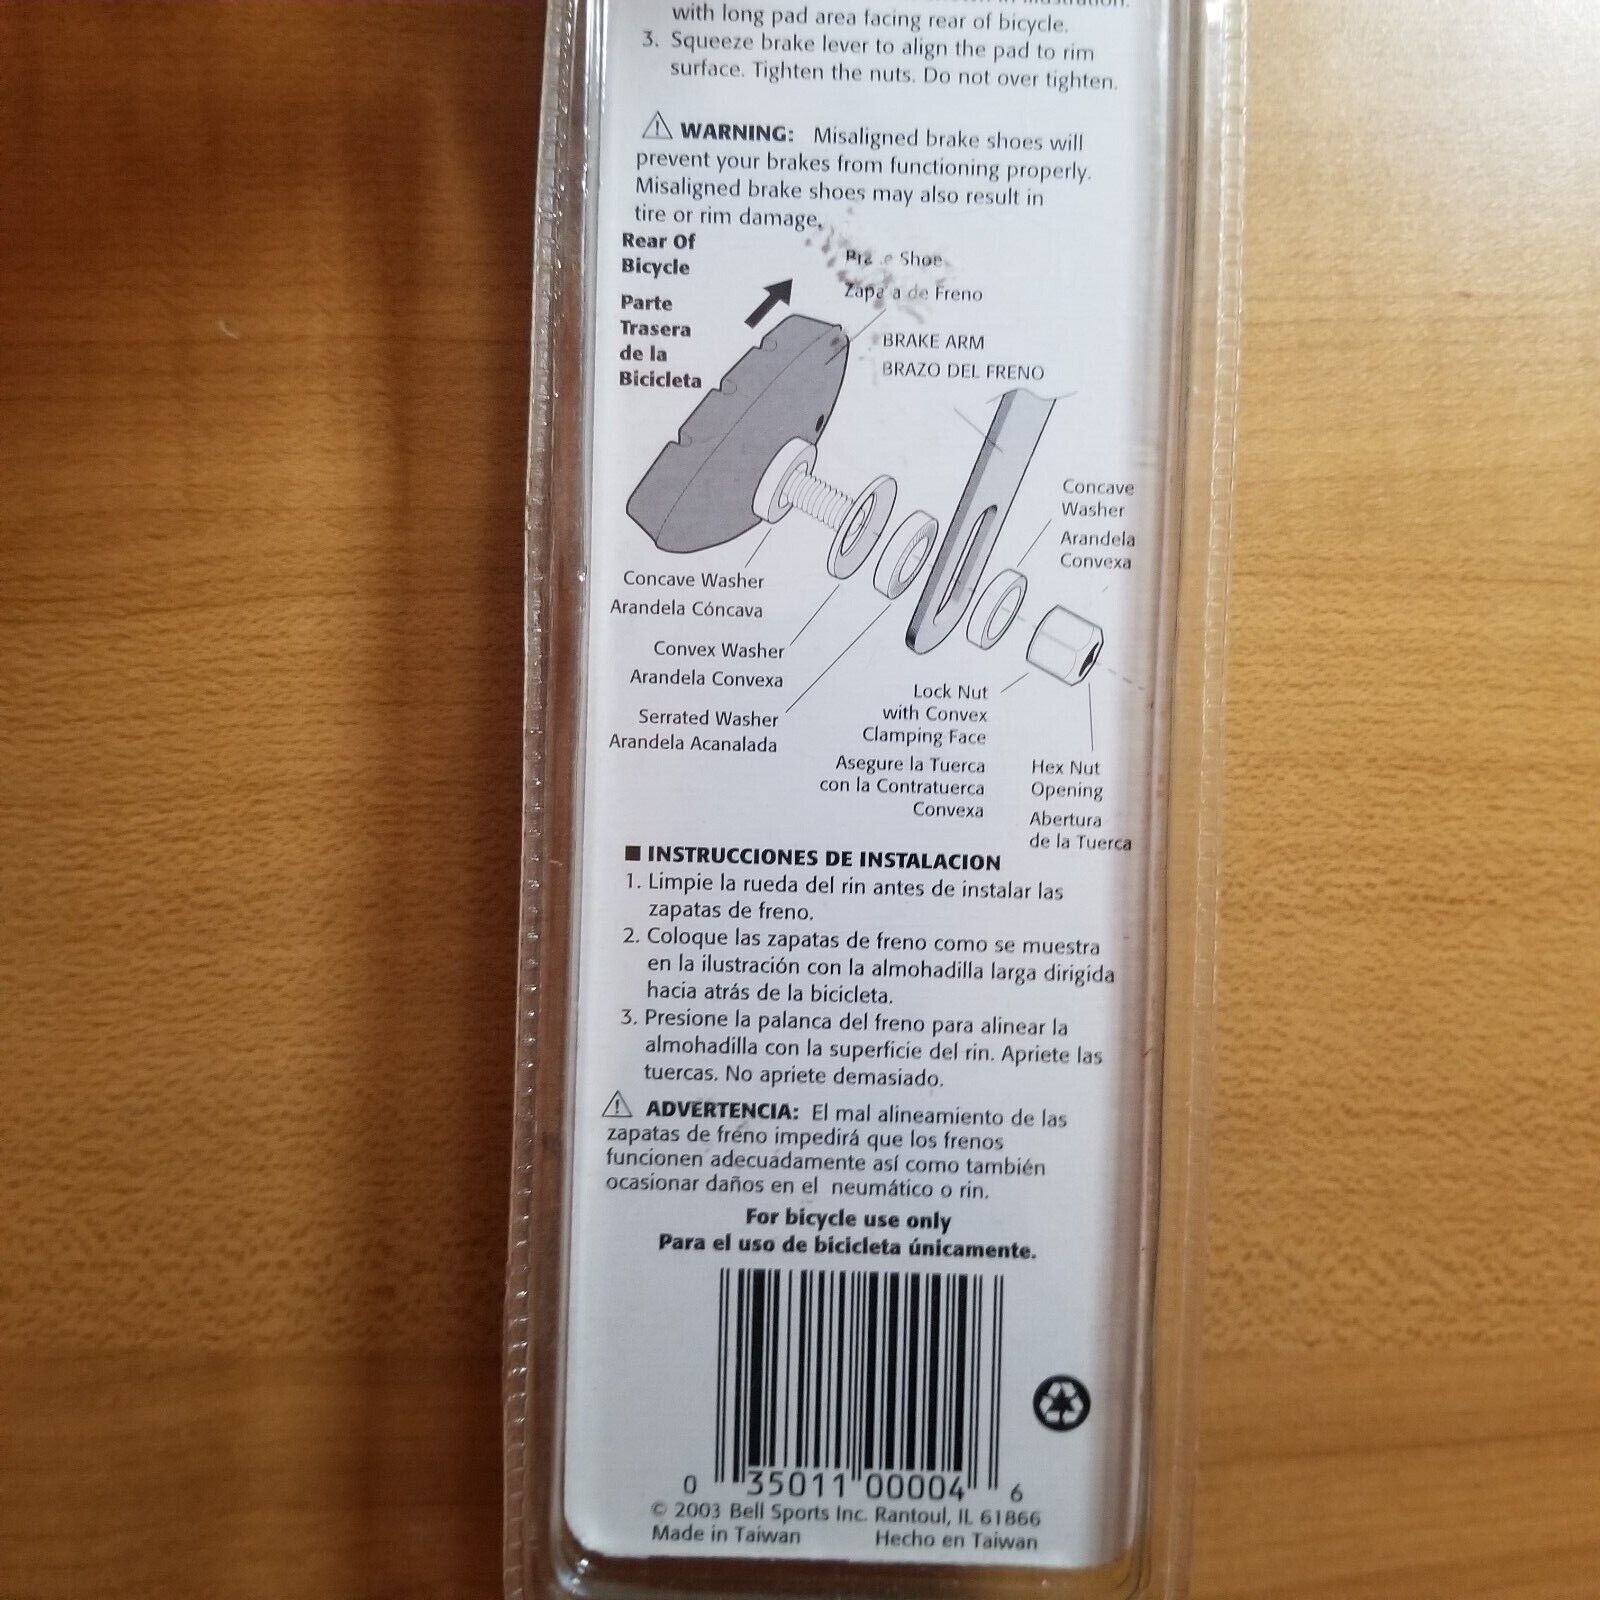 with long pad area facing rear of bicycle.
3. Squeeze brake lever to align the pad to rim
surface. Tighten the nuts. Do not over tighten.
WARNING: Misaligned brake shoes will
prevent your brakes from functioning properly.
Misaligned brake shoes may also result in
tire or rim damage.
Rear Of
Bicycle
Parte
Trasera
de la
Bicicleta
Brake Shoe
Zapata de Freno
BRAKE ARM
BRAZO DEL FRENO
Concave
Washer
Arandela
Convexa
Concave Washer
Arandela Cóncava
Convex Washer
Arandela Convexa
Serrated Washer
Arandela Acanalada
Lock Nut
with Convex
Clamping Face
Asegure la Tuerca
con la Contratuerca
Convexa
Hex Nut
Opening
Abertura
de la Tuerca
INSTRUCCIONES DE INSTALACION
1. Limpie la rueda del rin antes de instalar las
zapatas de freno.
2. Coloque las zapatas de freno como se muestra
en la ilustración con la almohadilla larga dirigida
hacia atrás de la bicicleta.
3. Presione la palanca del freno para alinear la
almohadilla con la superficie del rin. Apriete las
tuercas. No apriete demasiado.
ADVERTENCIA: El mal alineamiento de las
zapatas de freno impedirá que los frenos
funcionen adecuadamente así como también
ocasionar daños en el neumático o rin.
For bicycle use only
Para el uso de bicicleta únicamente.
0 35011 00004 6
© 2003 Bell Sports Inc. Rantoul, IL 61866
Made in Taiwan Hecho en Taiwan